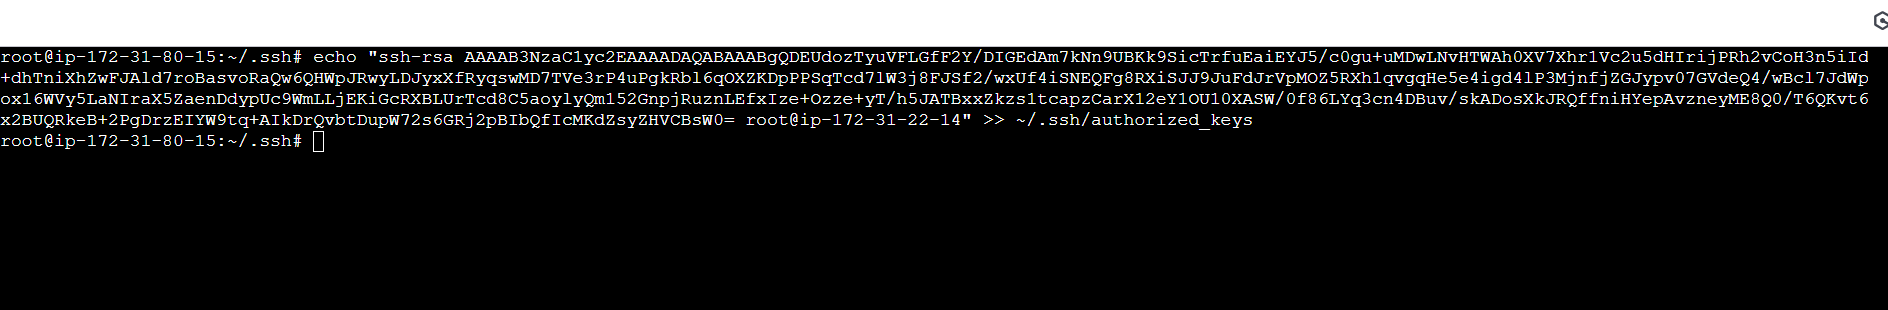 root@ip-172-31-80-15:~/.ssh# echo "ssh-rsa AAAAB3NzaC1yc2EAAAADAQABAAABgQDEUdozTyuVFLGfF2Y/DIGEdAm7kNn9UBKk9SicTrfuEaiEYJ5/c0gu+uMDwLNvHTWAh0XV7Xhr1Vc2u5dHIrijPRh2vCoH3n5iId
+dhTniXhZwFJAld7roBasvoRaQw6QHWpJRwyLDJyxXfRyqswMD7TVe3rP4uPgkRbl6qOXZKDpPPSqTcd7lW3j8FJSf2/wxUf4iSNEQFg8RXiSJJ9JuFdJrVpMOZ5RXh1qvgqHe5e4igd4lP3MjnfjZGJypv07GVdeQ4/wBcl7JdWp
ox16WVy5LaNIraX5ZaenDdypUc9WmLLjEKiGcRXBLUrTcd8C5aoylyQm152GnpjRuznLEfxIze+Ozze+yT/h5JATBxxZkzs1tcapzCarX12eY1OU10XASW/0f86LYq3cn4DBuv/skADosXkJRQffniHYepAvzneyME8Q0/T6QKvt6
x2BUQRkeB+2PgDrzEIYW9tq+AIkDrQvbtDupW72s6GRj2pBIbQfIcMKdZsyZHVCBsW0= root@ip-172-31-22-14" >> ~/.ssh/authorized_keys
root@ip-172-31-80-15:~/.ssh#